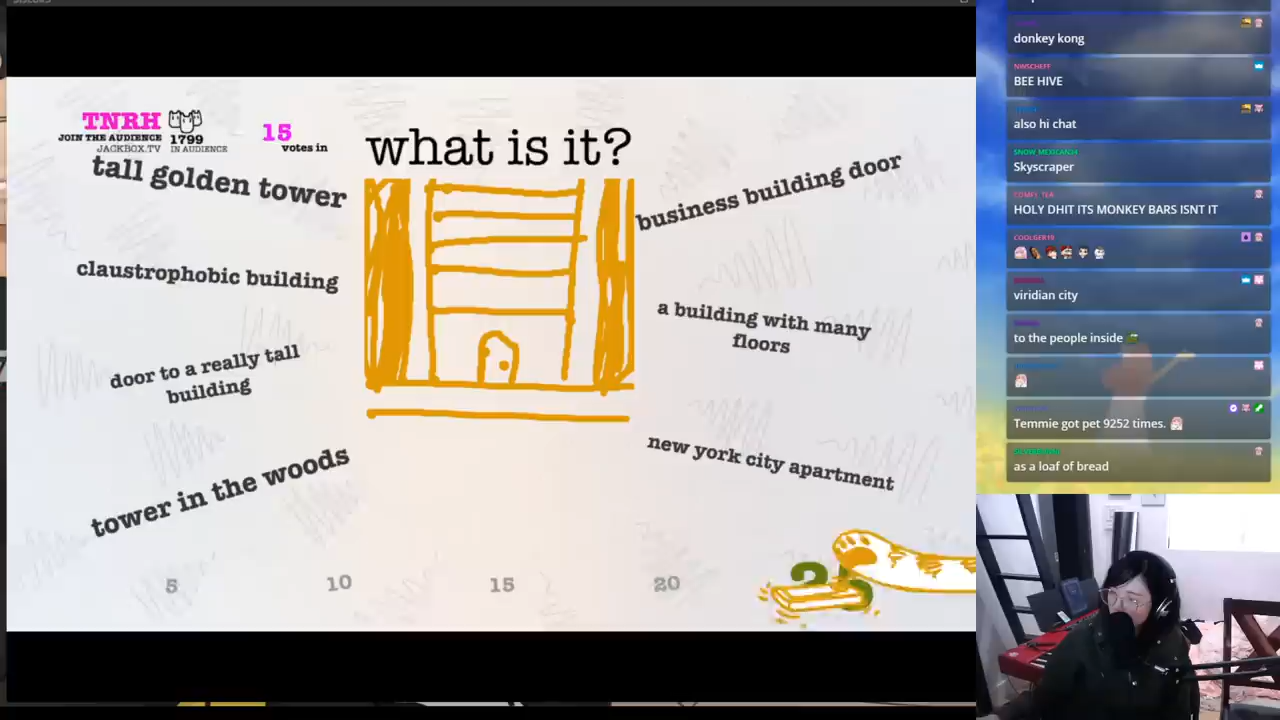 TNRH
JOIN THE AUDIENCE
JACKBOX.TV
1799
IN AUDIENCE
15
votes in
what is it?
tall golden tower
business building door
claustrophobic building
a building with many
floors
door to a really tall
building
tower in the woods
new york city apartment
5
10
15
20
donkey kong
NINSCHEFF
BEE HIVE
also hi chat
Skyscraper
HOLY DHIT ITS MONKEY BARS ISNT IT
COOLGER19
viridian city
to the people inside
Temmie got pet 9252 times.
as a loaf of bread